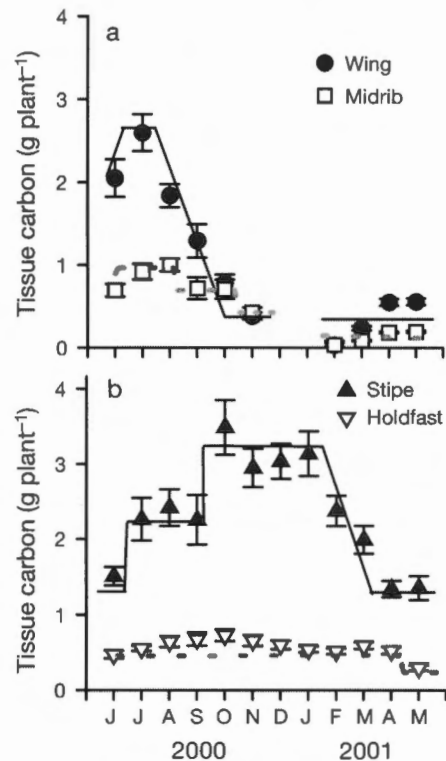 a
Wing
Midrib
Tissue carbon (g plant⁻¹)
4
3
2
1
0
b
Stipe
Holdfast
Tissue carbon (g plant⁻¹)
4
3
2
1
0
J J A S O N D J F M A M
2000 2001